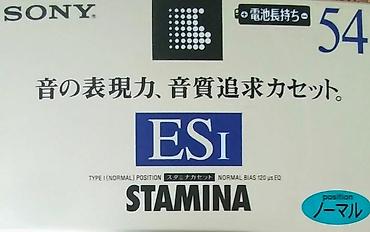 SONY
＋電池長持ち－
54
音の表現力、音質追求カセット。
ESI
TYPE I (NORMAL) POSITION スタミナカセット NORMAL BIAS 120 μs EQ
STAMINA
position
ノーマル